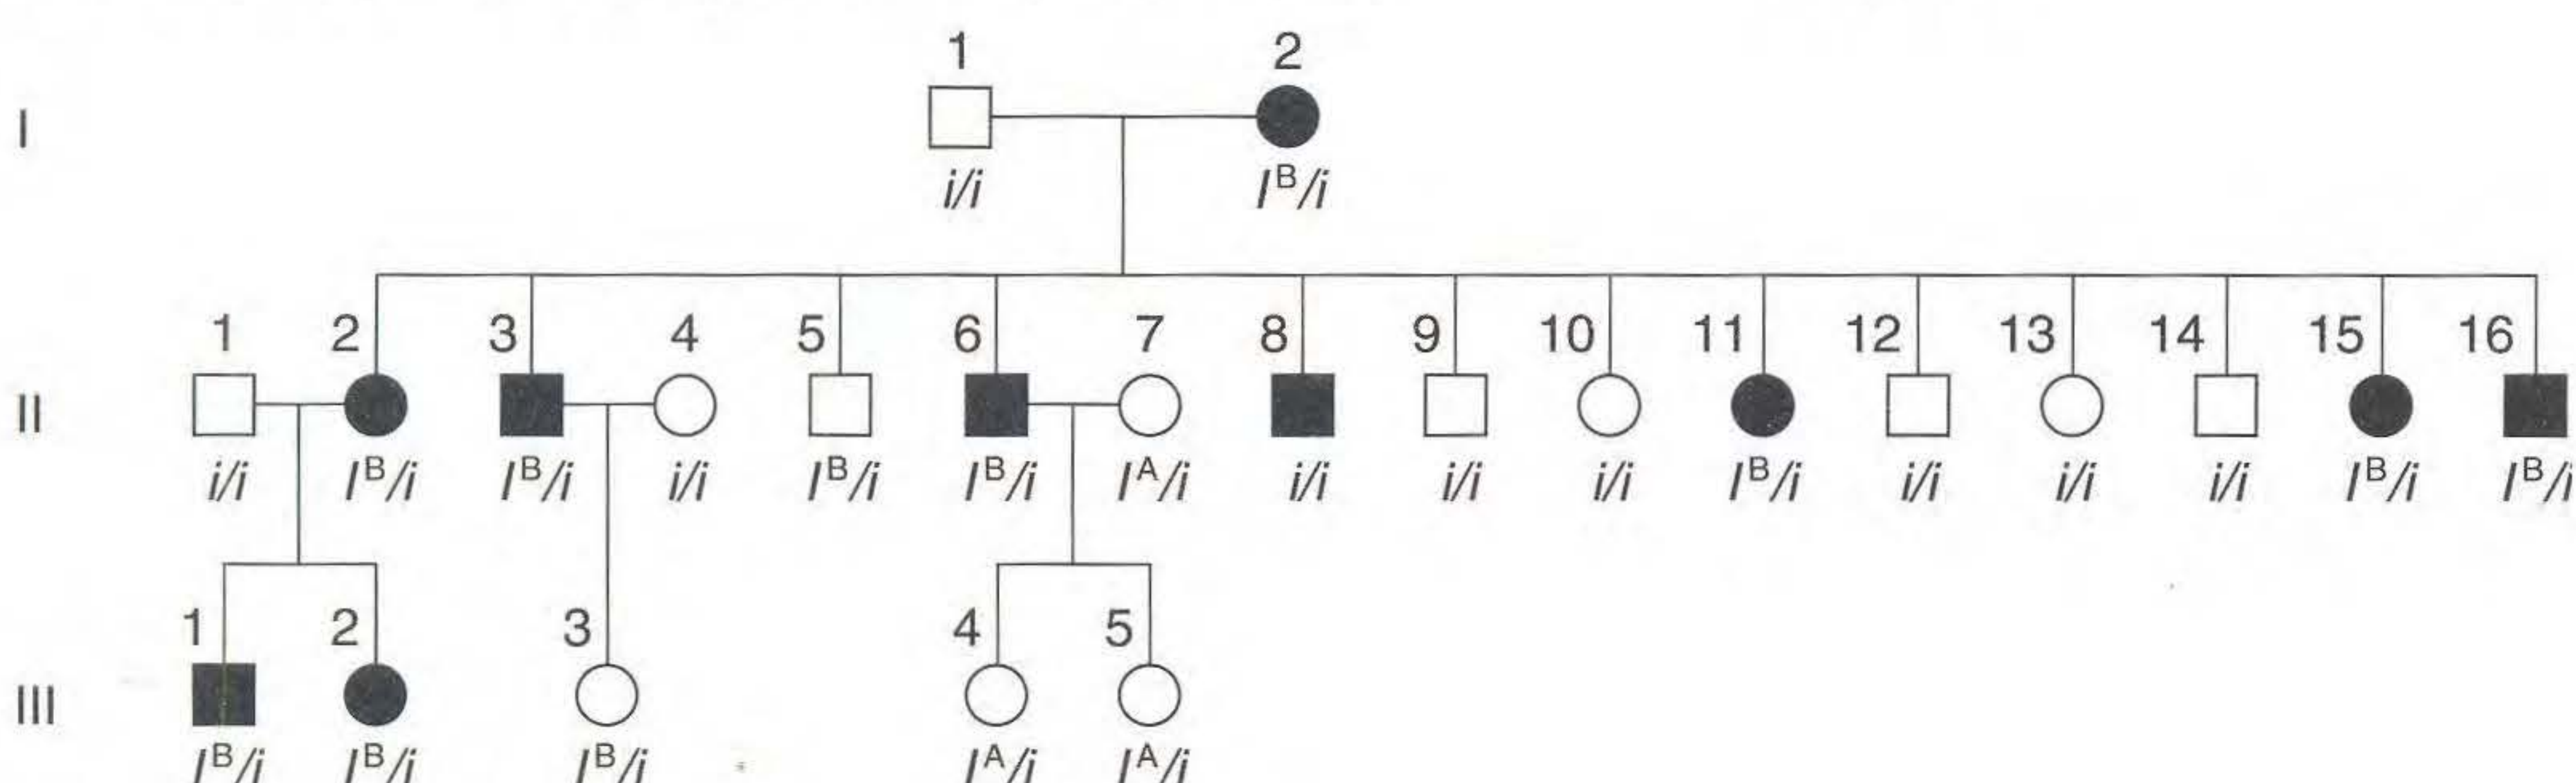 1 2
I
i/i I^B/i
1 2 3 4 5 6 7 8 9 10 11 12 13 14 15 16
II
i/i I^B/i I^B/i i/i I^B/i I^B/i I^A/i i/i i/i i/i I^B/i i/i i/i i/i I^B/i I^B/i
1 2 3 4 5
III
I^B/i I^B/i I^B/i I^A/i I^A/i